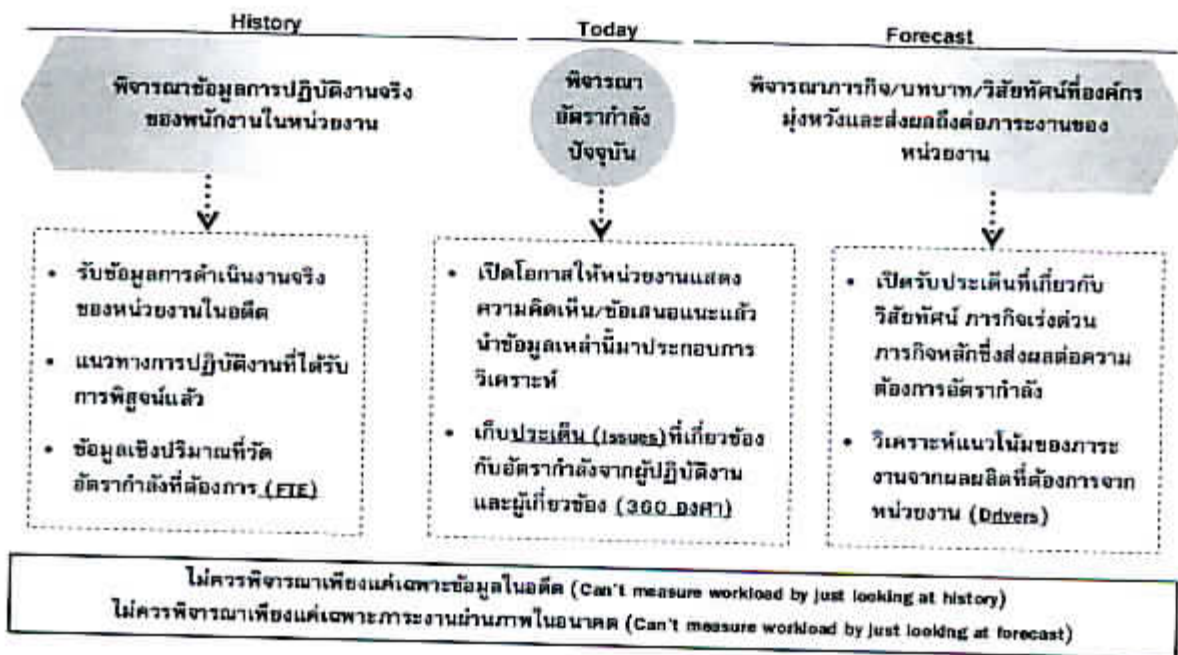 History
Today
Forecast
พิจารณาข้อมูลการปฏิบัติงานจริง
ของพนักงานในหน่วยงาน
พิจารณา
อัตรากำลัง
ปัจจุบัน
พิจารณาภารกิจ/บทบาท/วิสัยทัศน์ที่องค์กร
มุ่งหวังและส่งผลถึงต่อภาระงานของ
หน่วยงาน
• รับข้อมูลการดำเนินงานจริง
ของหน่วยงานในอดีต
• แนวทางการปฏิบัติงานที่ได้รับ
การพิสูจน์แล้ว
• ข้อมูลเชิงปริมาณที่วัด
อัตรากำลังที่ต้องการ (FTE)
• เปิดโอกาสให้หน่วยงานแสดง
ความคิดเห็น/ข้อเสนอแนะแล้ว
นำข้อมูลเหล่านี้มาประกอบการ
วิเคราะห์
• เก็บประเด็น (Issues)ที่เกี่ยวข้อง
กับอัตรากำลังจากผู้ปฏิบัติงาน
และผู้เกี่ยวข้อง (360 องศา)
• เปิดรับประเด็นที่เกี่ยวกับ
วิสัยทัศน์ ภารกิจเร่งด่วน
ภารกิจหลักซึ่งส่งผลต่อความ
ต้องการอัตรากำลัง
• วิเคราะห์แนวโน้มของภาระ
งานจากผลผลิตที่ต้องการจาก
หน่วยงาน (Drivers)
ไม่ควรพิจารณาเพียงแค่เฉพาะข้อมูลในอดีต (Can't measure workload by just looking at history)
ไม่ควรพิจารณาเพียงแค่เฉพาะภาระงานผ่านภาพในอนาคต (Can't measure workload by just looking at forecast)